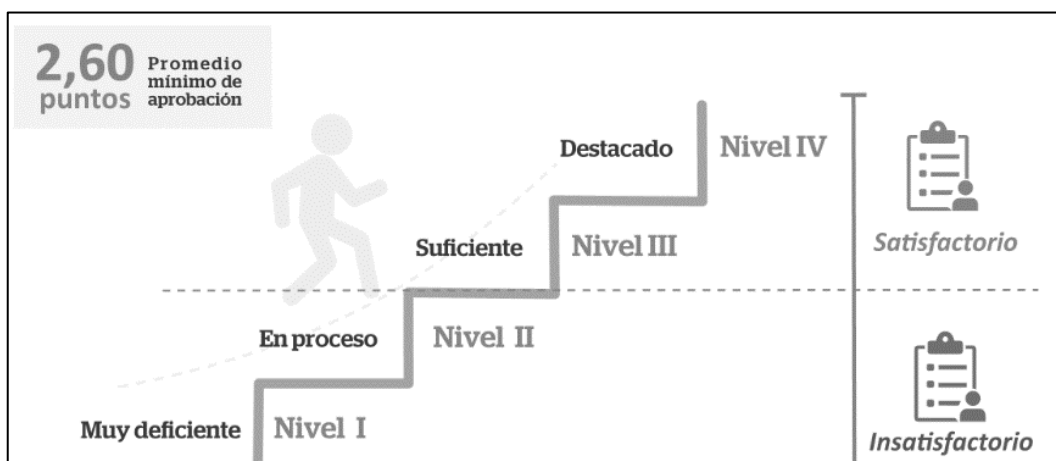 2,60
puntos
Promedio
mínimo de
aprobación
Destacado
Nivel IV
Suficiente
Nivel III
Satisfactorio
En proceso
Nivel II
Muy deficiente
Nivel I
Insatisfactorio